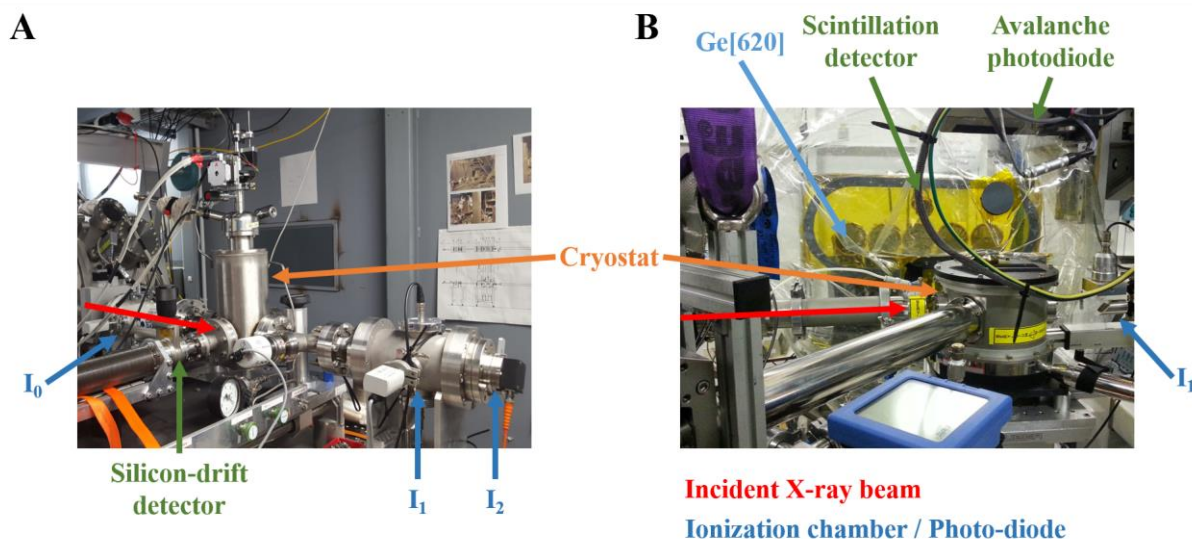 A
B
Ge[620]
Scintillation
detector
Avalanche
photodiode
Cryostat
I₀
I₁
Silicon-drift
detector
I₁
I₂
Incident X-ray beam
Ionization chamber / Photo-diode